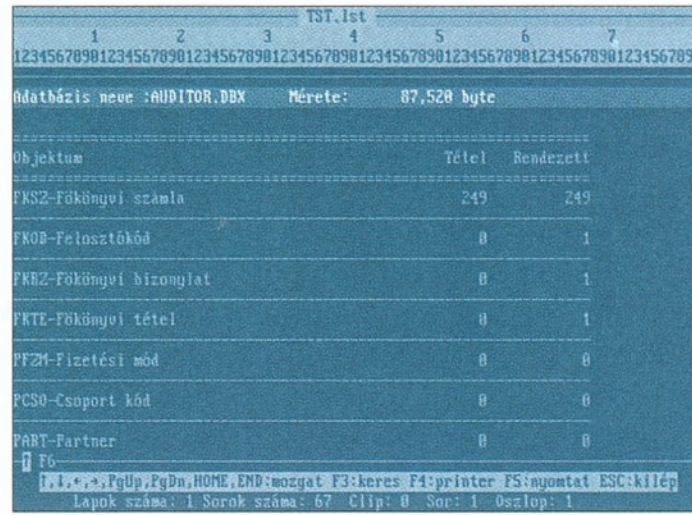 TST.lst
1 2 3 4 5 6 7
1234567890123456789012345678901234567890123456789012345678901234567890123456789
Adatbázis neve :AUDITOR.DBX Mérete: 87,520 byte
Objektum Tétel Rendezett
FKSZ-Fökönyvi számla 249 249
FKOD-Felosztókód 0 1
FKBZ-Fökönyvi bizonylat 0 1
FKTE-Fökönyvi tétel 0 1
PFZM-Fizetési mód 0 0
PCSO-Csoport kód 0 0
PART-Partner 0 0
? F6
↑,↓,←,→,PgUp,PgDn,HOME,END:mozgat F3:keres F4:printer F5:nyomtat ESC:kilép
Lapok száma: 1 Sorok száma: 67 Clip: 0 Sor: 1 Oszlop: 1